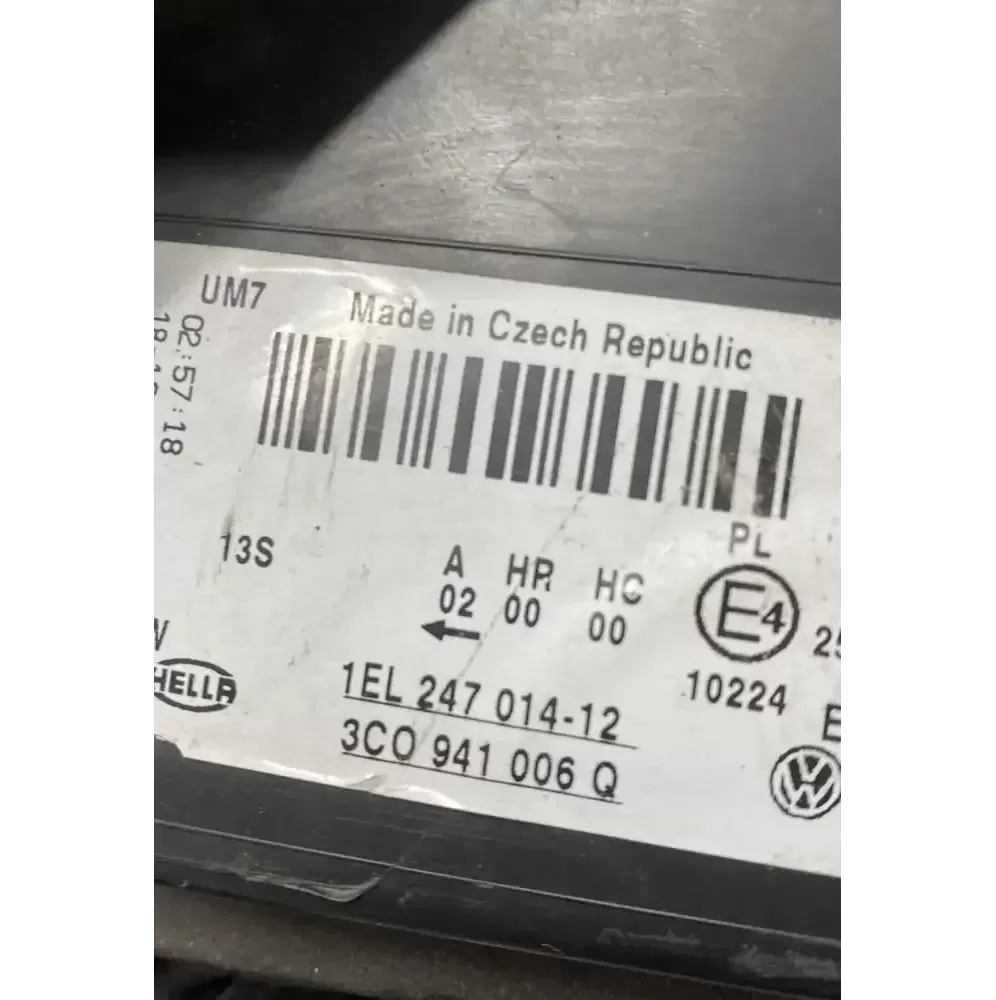 UM7
Made in Czech Republic
02:57:18
13S
A HR HC
02 00 00
PL
E4
10224
HELLA
1EL 247 014-12
3C0 941 006 Q
VW